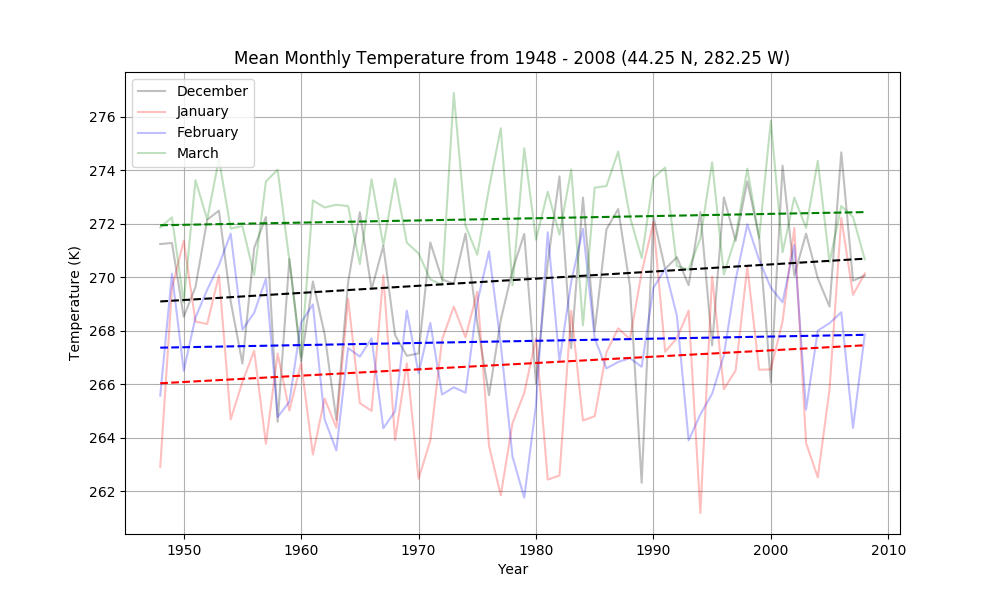 Mean Monthly Temperature from 1948 - 2008 (44.25 N, 282.25 W)
December
January
February
March
276
274
272
270
268
266
264
262
Temperature (K)
1950 1960 1970 1980 1990 2000 2010
Year